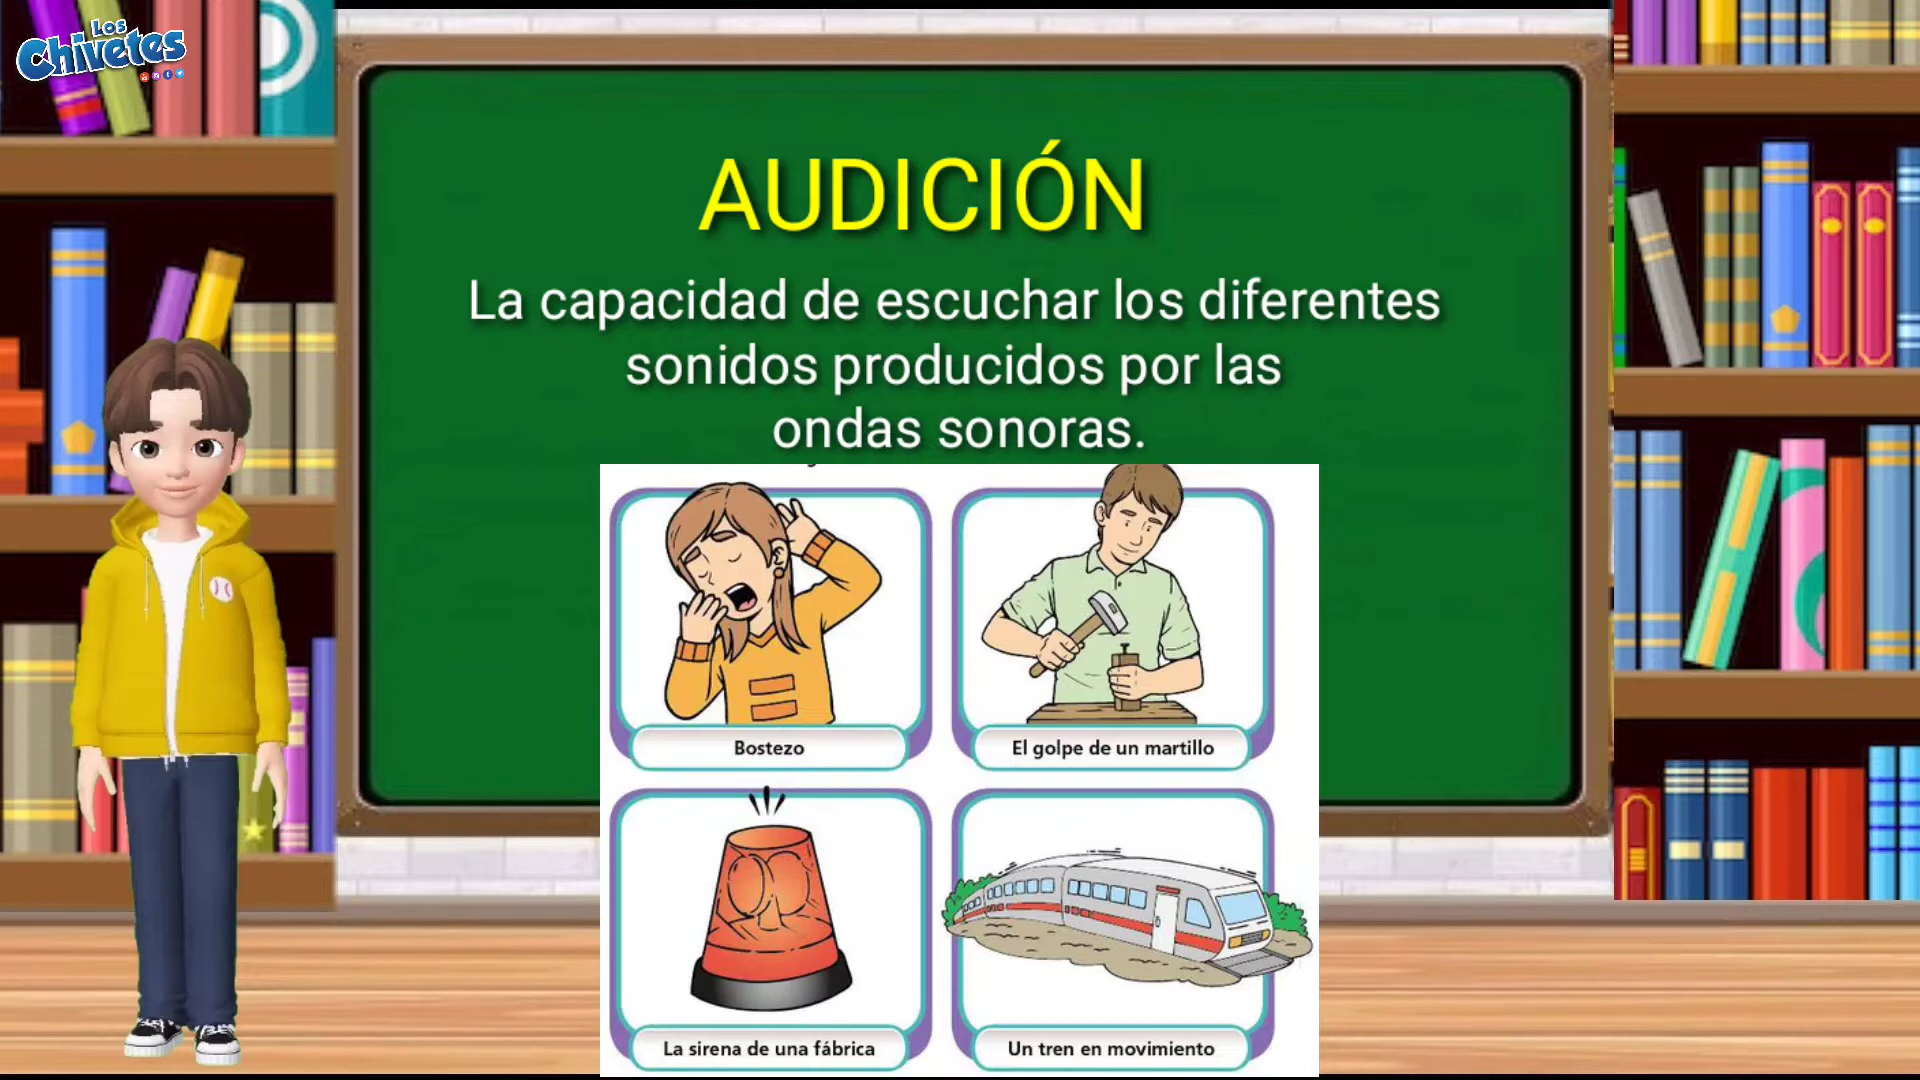 Los
Chivetes
AUDICIÓN
La capacidad de escuchar los diferentes
sonidos producidos por las
ondas sonoras.
Bostezo
El golpe de un martillo
La sirena de una fábrica
Un tren en movimiento